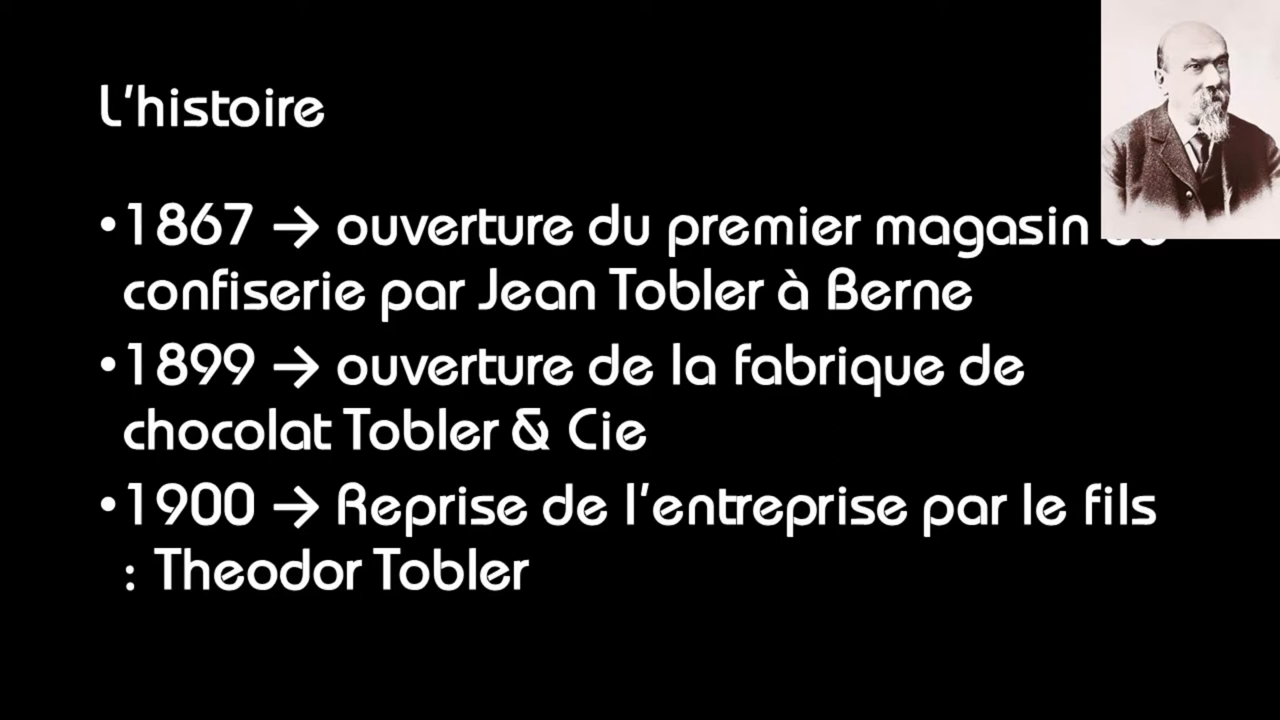 L'histoire
•1867 → ouverture du premier magasin
confiserie par Jean Tobler à Berne
•1899 → ouverture de la fabrique de
chocolat Tobler & Cie
•1900 → Reprise de l'entreprise par le fils
: Theodor Tobler